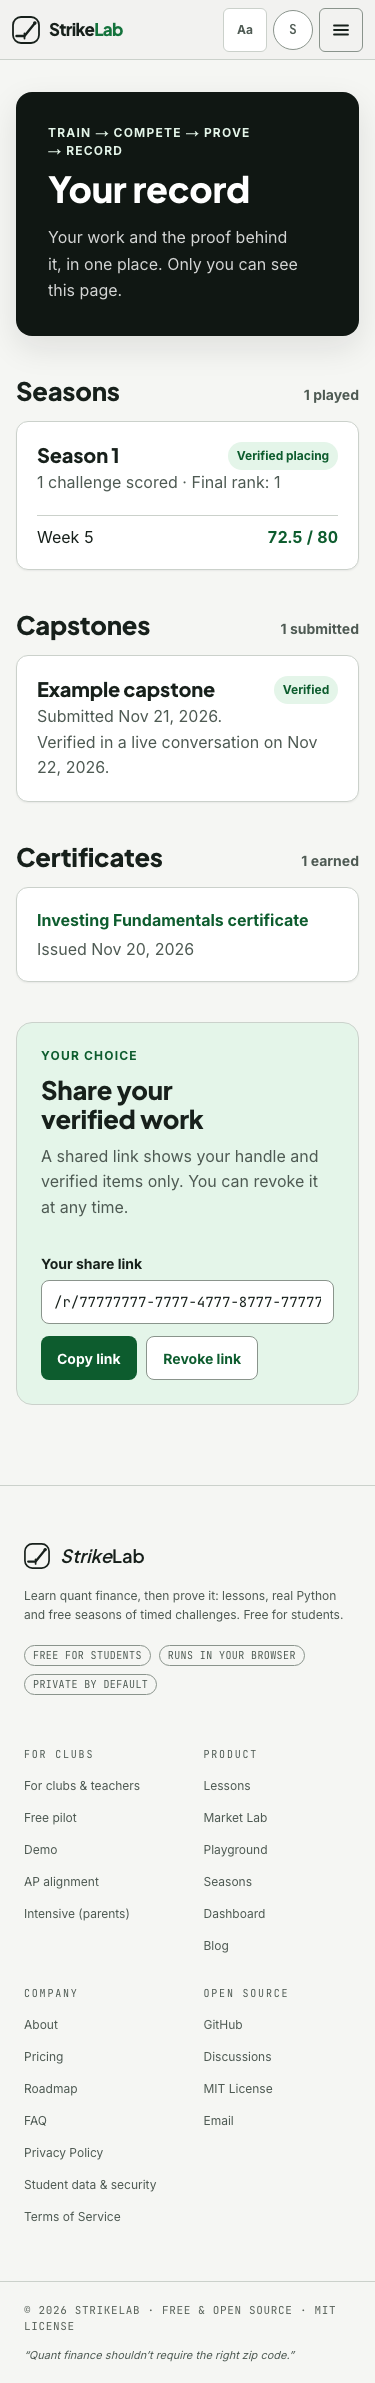 StrikeLab
Aa
S
TRAIN → COMPETE → PROVE
→ RECORD
Your record
Your work and the proof behind
it, in one place. Only you can see
this page.
Seasons
1 played
Season 1
Verified placing
1 challenge scored · Final rank: 1
Week 5
72.5 / 80
Capstones
1 submitted
Example capstone
Verified
Submitted Nov 21, 2026.
Verified in a live conversation on Nov
22, 2026.
Certificates
1 earned
Investing Fundamentals certificate
Issued Nov 20, 2026
YOUR CHOICE
Share your
verified work
A shared link shows your handle and
verified items only. You can revoke it
at any time.
Your share link
/r/77777777-7777-4777-8777-77777
Copy link
Revoke link
StrikeLab
Learn quant finance, then prove it: lessons, real Python
and free seasons of timed challenges. Free for students.
FREE FOR STUDENTS
RUNS IN YOUR BROWSER
PRIVATE BY DEFAULT
FOR CLUBS
For clubs & teachers
Free pilot
Demo
AP alignment
Intensive (parents)
PRODUCT
Lessons
Market Lab
Playground
Seasons
Dashboard
Blog
COMPANY
About
Pricing
Roadmap
FAQ
Privacy Policy
Student data & security
Terms of Service
OPEN SOURCE
GitHub
Discussions
MIT License
Email
© 2026 STRIKELAB · FREE & OPEN SOURCE · MIT
LICENSE
“Quant finance shouldn’t require the right zip code.”